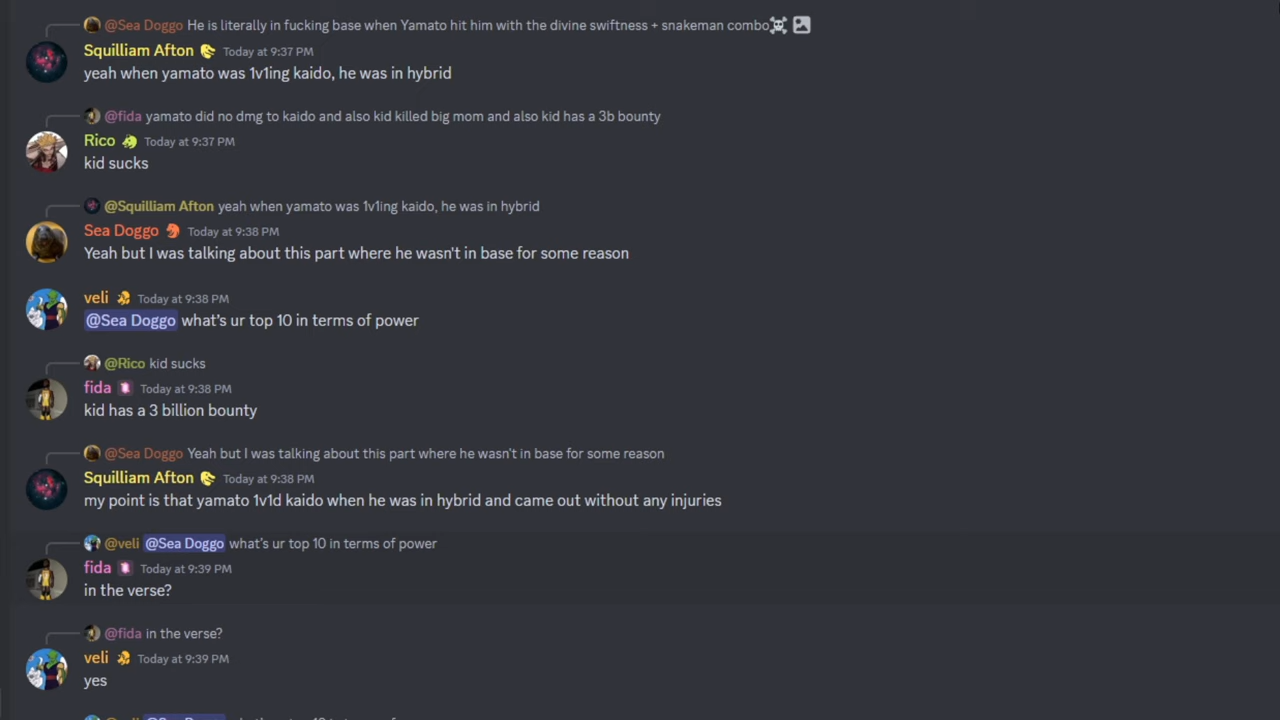 @Sea Doggo He is literally in fucking base when Yamato hit him with the divine swiftness + snakeman combo☠
Squilliam Afton Today at 9:37 PM
yeah when yamato was 1v1ing kaido, he was in hybrid
@fida yamato did no dmg to kaido and also kid killed big mom and also kid has a 3b bounty
Rico Today at 9:37 PM
kid sucks
@Squilliam Afton yeah when yamato was 1v1ing kaido, he was in hybrid
Sea Doggo Today at 9:38 PM
Yeah but I was talking about this part where he wasn't in base for some reason
veli Today at 9:38 PM
@Sea Doggo what's ur top 10 in terms of power
@Rico kid sucks
fida Today at 9:38 PM
kid has a 3 billion bounty
@Sea Doggo Yeah but I was talking about this part where he wasn't in base for some reason
Squilliam Afton Today at 9:38 PM
my point is that yamato 1v1d kaido when he was in hybrid and came out without any injuries
@veli @Sea Doggo what's ur top 10 in terms of power
fida Today at 9:39 PM
in the verse?
@fida in the verse?
veli Today at 9:39 PM
yes